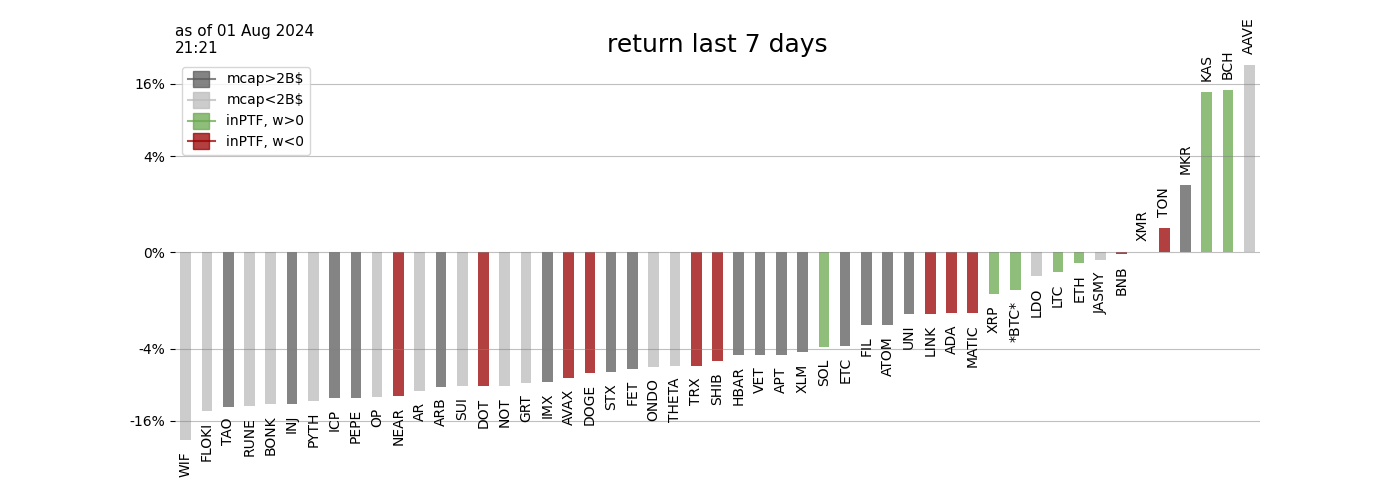 as of 01 Aug 2024
21:21
return last 7 days
mcap>2B$
mcap<2B$
inPTF, w>0
inPTF, w<0
16%
4%
0%
-4%
-16%
WIF
FLOKI
TAO
RUNE
BONK
INJ
PYTH
ICP
PEPE
OP
NEAR
AR
ARB
SUI
DOT
NOT
GRT
IMX
AVAX
DOGE
STX
FET
ONDO
THETA
TRX
SHIB
HBAR
VET
APT
XLM
SOL
ETC
FIL
ATOM
UNI
LINK
ADA
MATIC
XRP
*BTC*
LDO
LTC
ETH
JASMY
BNB
XMR
TON
MKR
KAS
BCH
AAVE